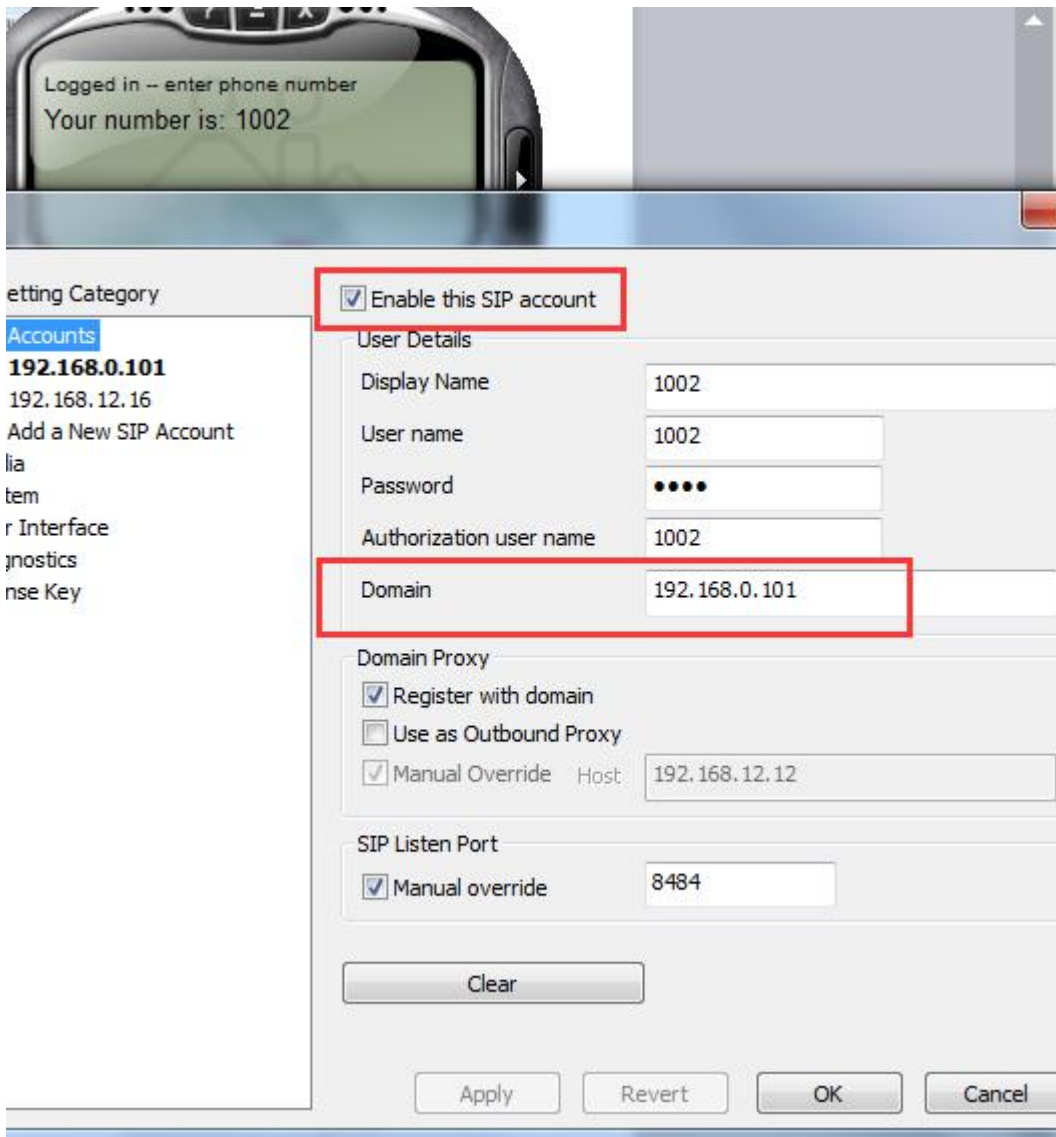 Logged in -- enter phone number
Your number is: 1002
etting Category
Accounts
192.168.0.101
192.168.12.16
Add a New SIP Account
lia
tem
r Interface
gnostics
nse Key
Enable this SIP account
User Details
Display Name 1002
User name 1002
Password ●●●●
Authorization user name 1002
Domain 192.168.0.101
Domain Proxy
Register with domain
Use as Outbound Proxy
Manual Override Host 192.168.12.12
SIP Listen Port
Manual override 8484
Clear
Apply Revert OK Cancel